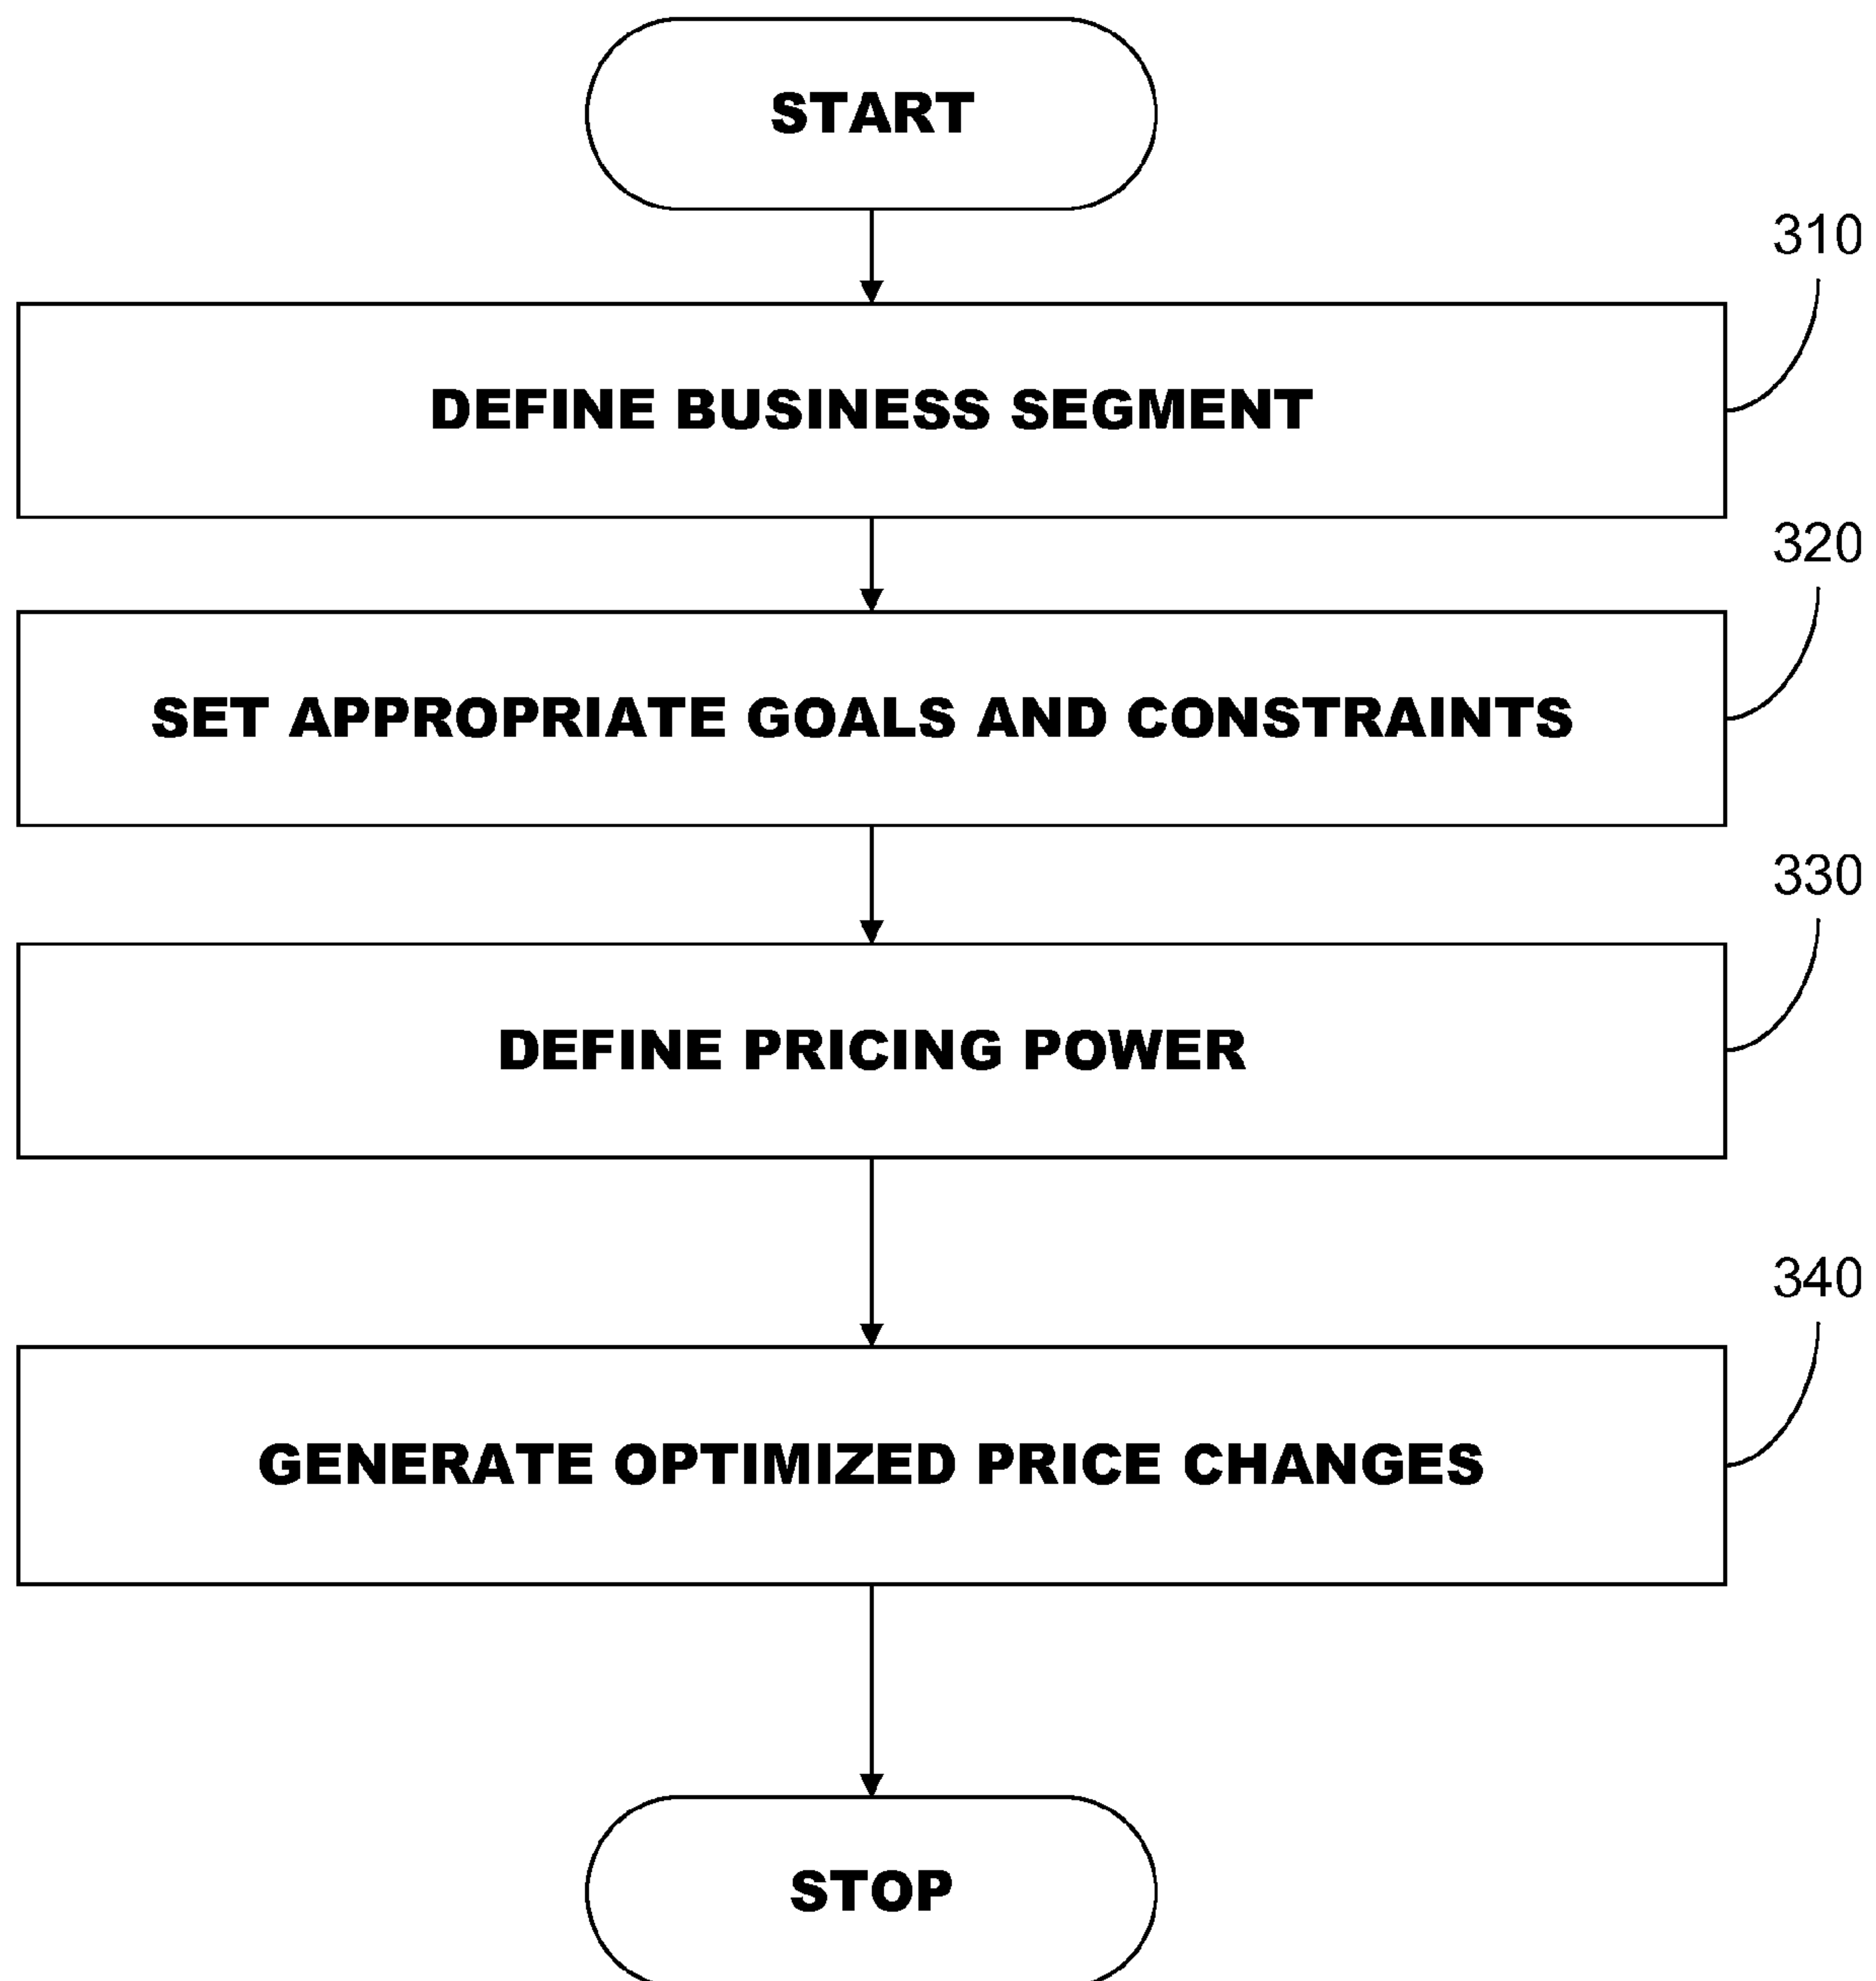 START
310
DEFINE BUSINESS SEGMENT
320
SET APPROPRIATE GOALS AND CONSTRAINTS
330
DEFINE PRICING POWER
340
GENERATE OPTIMIZED PRICE CHANGES
STOP